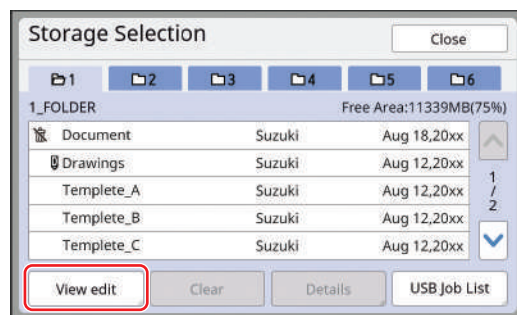 Storage Selection
Close
1 2 3 4 5 6
1_FOLDER Free Area:11339MB(75%)
Document Suzuki Aug 18,20xx
Drawings Suzuki Aug 12,20xx
Templete_A Suzuki Aug 12,20xx
Templete_B Suzuki Aug 12,20xx
Templete_C Suzuki Aug 12,20xx
1
/
2
View edit Clear Details USB Job List